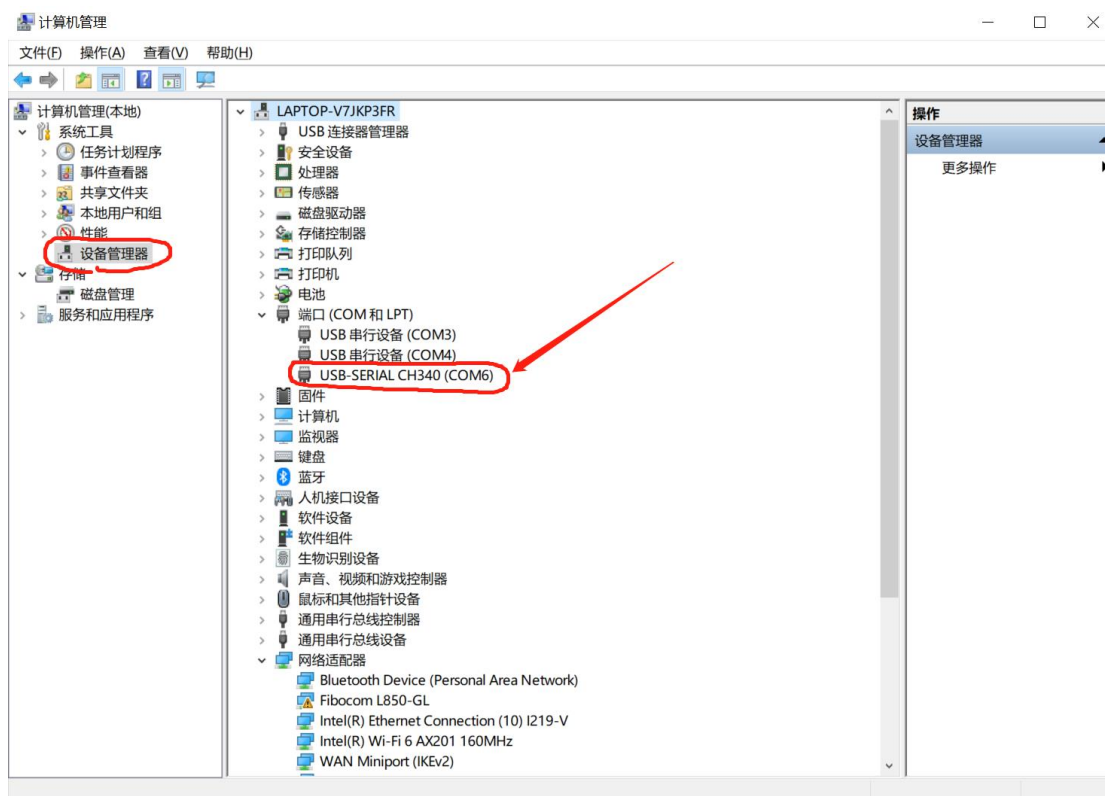 计算机管理
文件(F) 操作(A) 查看(V) 帮助(H)
计算机管理(本地)
系统工具
任务计划程序
事件查看器
共享文件夹
本地用户和组
性能
设备管理器
存储
磁盘管理
服务和应用程序
LAPTOP-V7JKP3FR
USB 连接器管理器
安全设备
处理器
传感器
磁盘驱动器
存储控制器
打印队列
打印机
电池
端口 (COM 和 LPT)
USB 串行设备 (COM3)
USB 串行设备 (COM4)
USB-SERIAL CH340 (COM6)
固件
计算机
监视器
键盘
蓝牙
人机接口设备
软件设备
软件组件
生物识别设备
声音、视频和游戏控制器
鼠标和其他指针设备
通用串行总线控制器
通用串行总线设备
网络适配器
Bluetooth Device (Personal Area Network)
Fibocom L850-GL
Intel(R) Ethernet Connection (10) I219-V
Intel(R) Wi-Fi 6 AX201 160MHz
WAN Miniport (IKEv2)
操作
设备管理器
更多操作